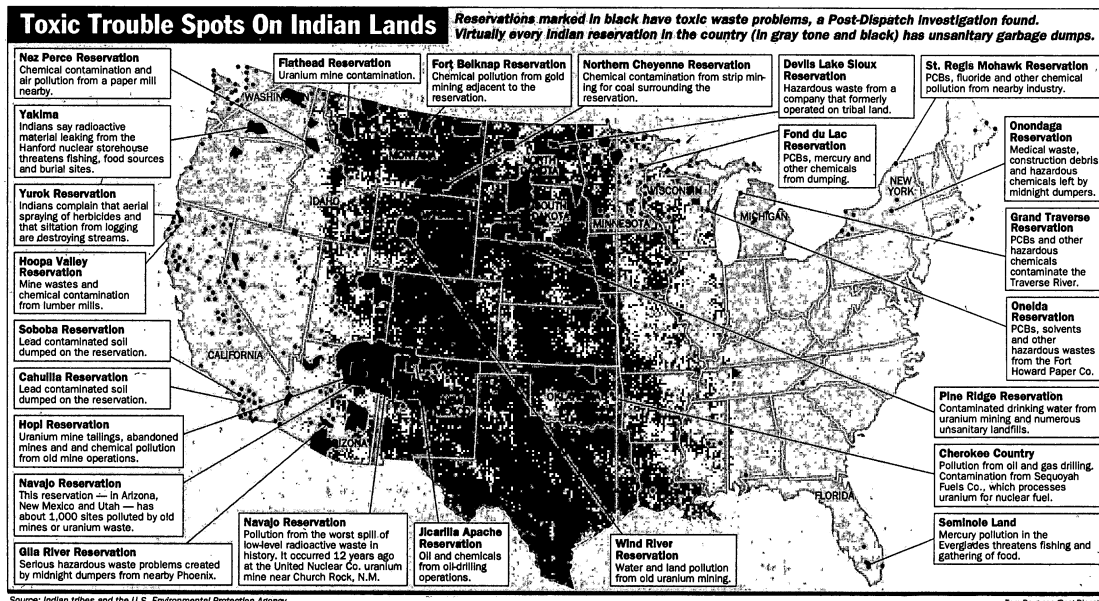 Toxic Trouble Spots On Indian Lands
Reservations marked in black have toxic waste problems, a Post-Dispatch investigation found.
Virtually every Indian reservation in the country (in gray tone and black) has unsanitary garbage dumps.
Nez Perce Reservation
Chemical contamination and
air pollution from a paper mill
nearby.
Yakima
Indians say radioactive
material leaking from the
Hanford nuclear storehouse
threatens fishing, food sources
and burial sites.
Yurok Reservation
Indians complain that aerial
spraying of herbicides and
that siltation from logging
are destroying streams.
Hoopa Valley
Reservation
Mine wastes and
chemical contamination
from lumber mills.
Soboba Reservation
Lead contaminated soil
dumped on the reservation.
Cahuilla Reservation
Lead contaminated soil
dumped on the reservation.
Hopi Reservation
Uranium mine tailings, abandoned
mines and and chemical pollution
from old mine operations.
Navajo Reservation
This reservation — in Arizona,
New Mexico and Utah — has
about 1,000 sites polluted by old
mines or uranium waste.
Gila River Reservation
Serious hazardous waste problems created
by midnight dumpers from nearby Phoenix.
Flathead Reservation
Uranium mine contamination.
Fort Belknap Reservation
Chemical pollution from gold
mining adjacent to the
reservation.
Northern Cheyenne Reservation
Chemical contamination from strip min-
ing for coal surrounding the
reservation.
Devils Lake Sioux
Reservation
Hazardous waste from a
company that formerly
operated on tribal land.
Fond du Lac
Reservation
PCBs, mercury and
other chemicals
from dumping.
St. Regis Mohawk Reservation
PCBs, fluoride and other chemical
pollution from nearby industry.
Onondaga
Reservation
Medical waste,
construction debris
and hazardous
chemicals left by
midnight dumpers.
Grand Traverse
Reservation
PCBs and other
hazardous
chemicals
contaminate the
Traverse River.
Oneida
Reservation
PCBs, solvents
and other
hazardous wastes
from the Fort
Howard Paper Co.
Pine Ridge Reservation
Contaminated drinking water from
uranium mining and numerous
unsanitary landfills.
Cherokee Country
Pollution from oil and gas drilling.
Contamination from Sequoyah
Fuels Co., which processes
uranium for nuclear fuel.
Seminole Land
Mercury pollution in the
Everglades threatens fishing and
gathering of food.
Navajo Reservation
Pollution from the worst spill of
low-level radioactive waste in
history. It occurred 12 years ago
at the United Nuclear Co. uranium
mine near Church Rock, N.M.
Jicarilla Apache
Reservation
Oil and chemicals
from oil-drilling
operations.
Wind River
Reservation
Water and land pollution
from old uranium mining.
IDAHO
NORTH
SOUTH
DAKOTA
MINNESOTA
WISCONSIN
MICHIGAN
NEW
YORK
CALIFORNIA
FLORIDA
Source: Indian tribes and the U.S. Environmental Protection Agency